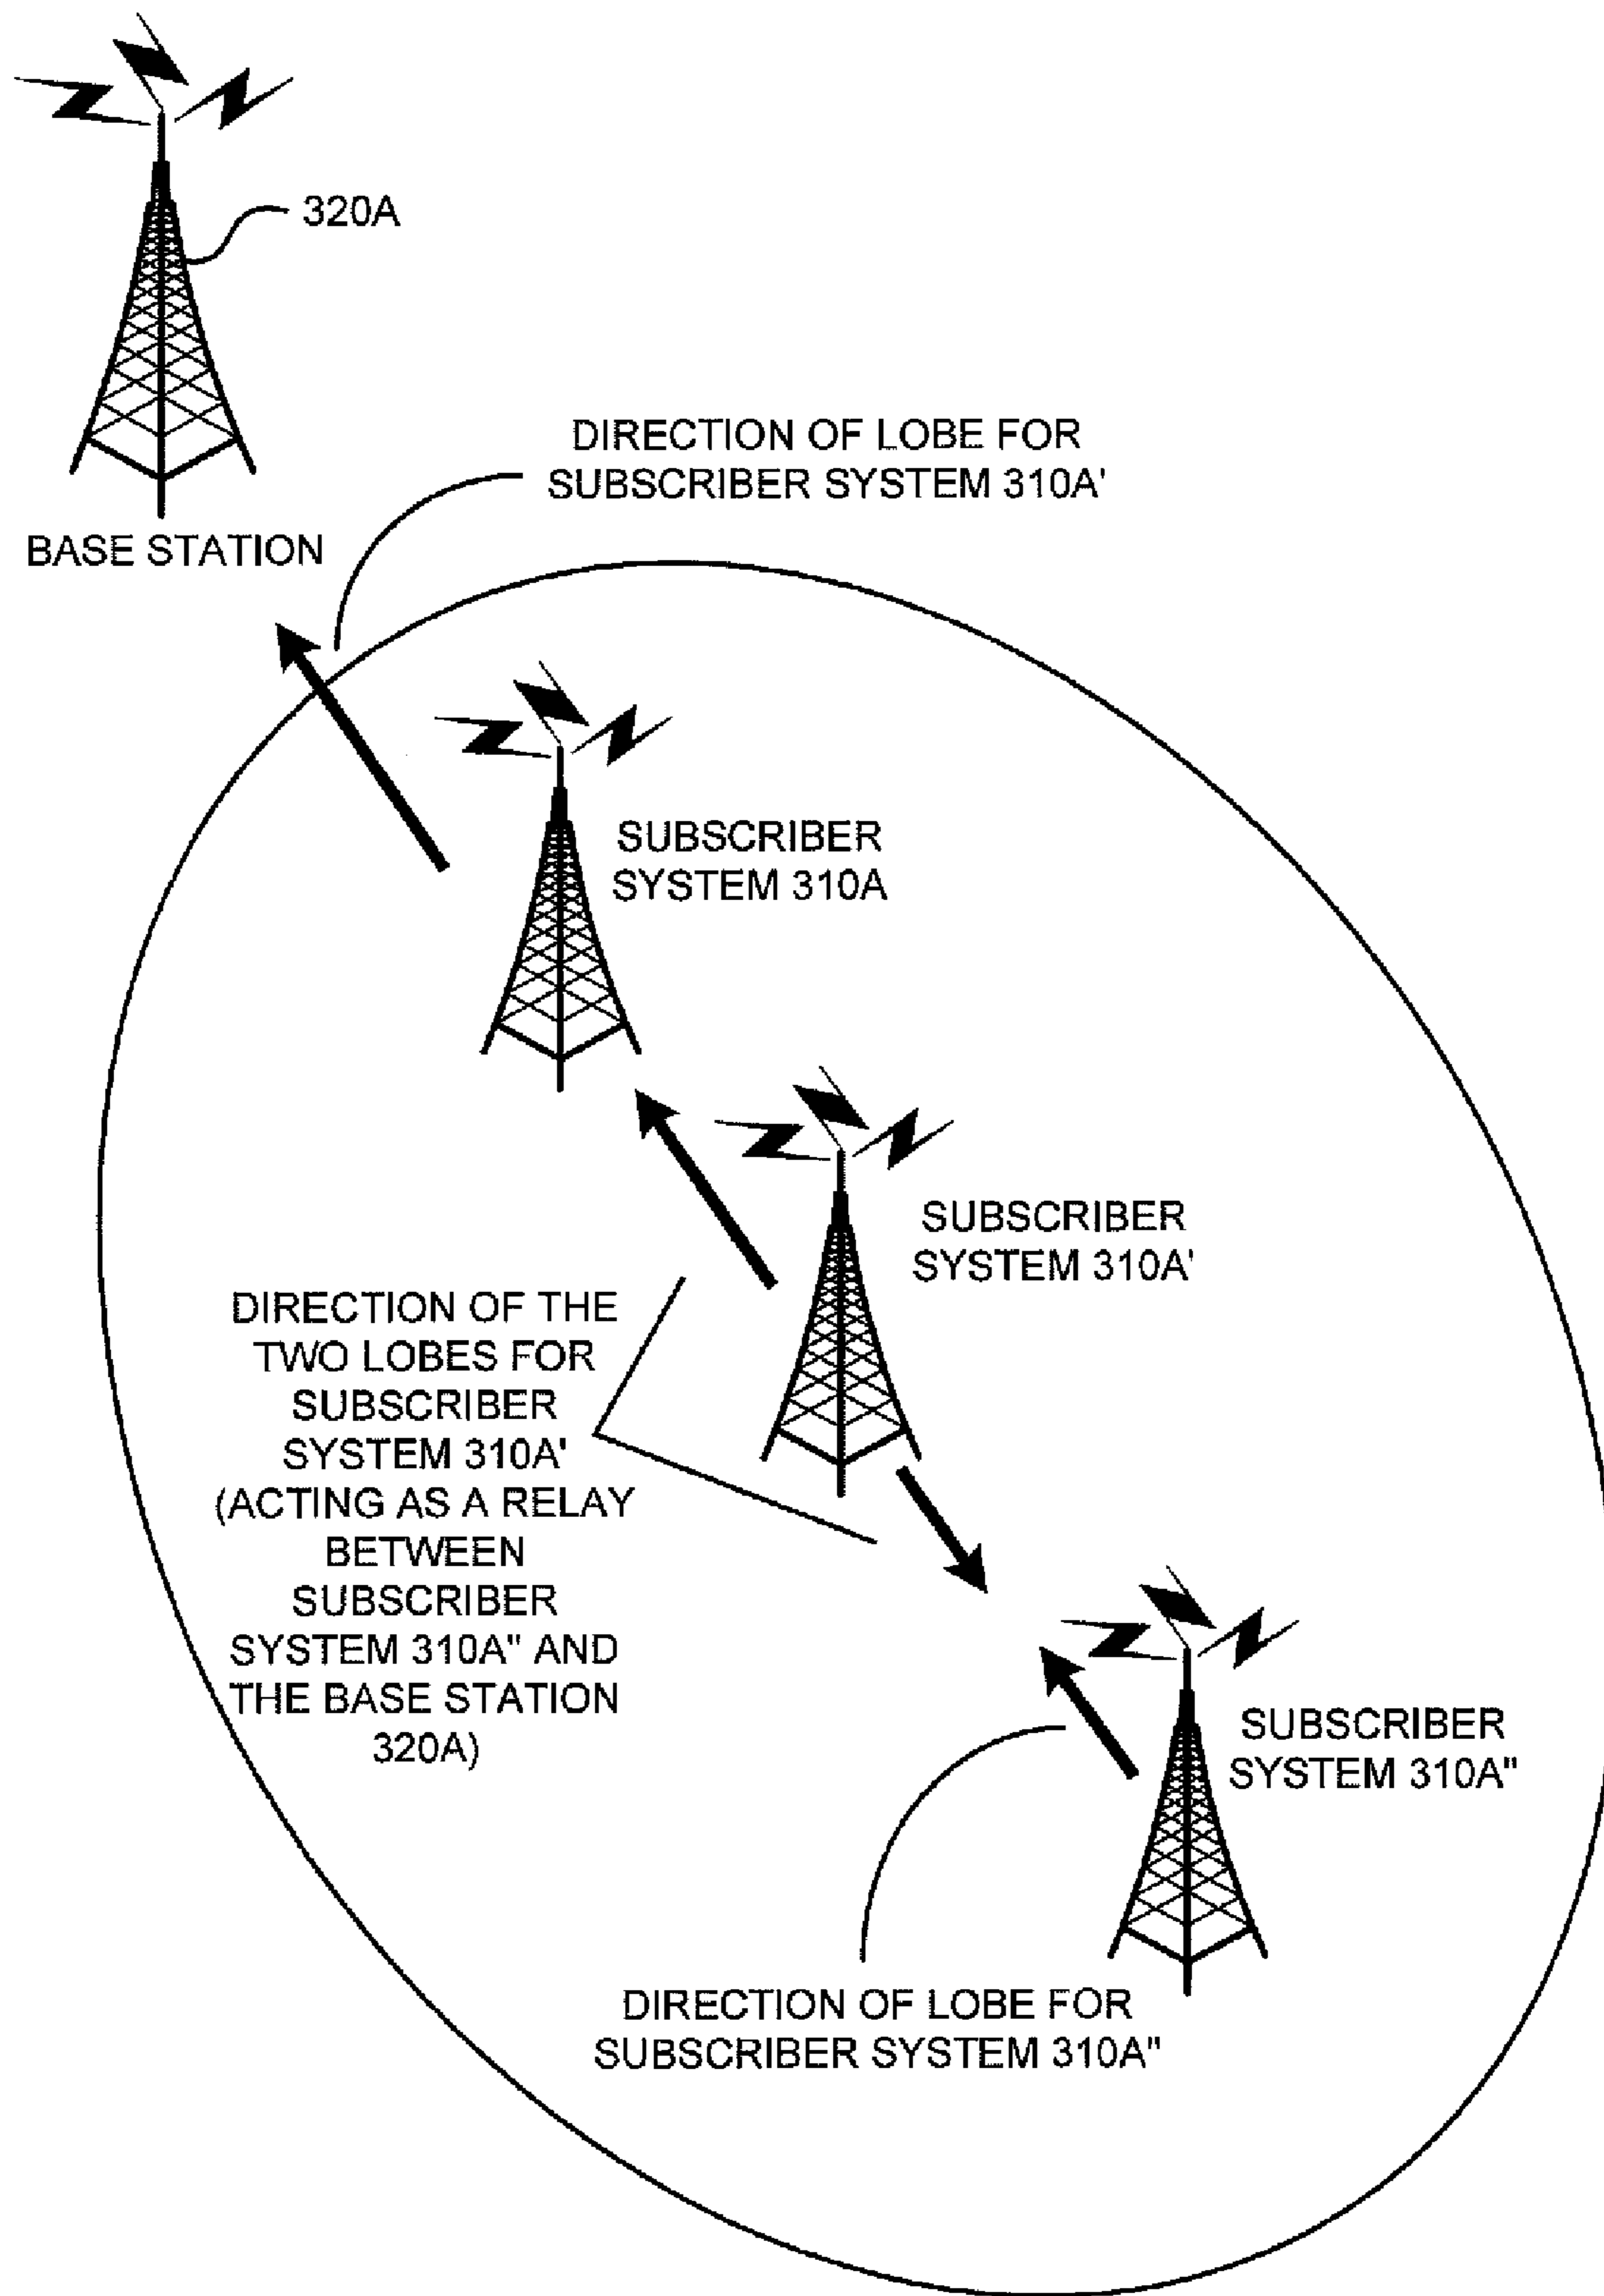 320A
BASE STATION
DIRECTION OF LOBE FOR
SUBSCRIBER SYSTEM 310A'
SUBSCRIBER
SYSTEM 310A
SUBSCRIBER
SYSTEM 310A'
DIRECTION OF THE
TWO LOBES FOR
SUBSCRIBER
SYSTEM 310A'
(ACTING AS A RELAY
BETWEEN
SUBSCRIBER
SYSTEM 310A" AND
THE BASE STATION
320A)
SUBSCRIBER
SYSTEM 310A"
DIRECTION OF LOBE FOR
SUBSCRIBER SYSTEM 310A"